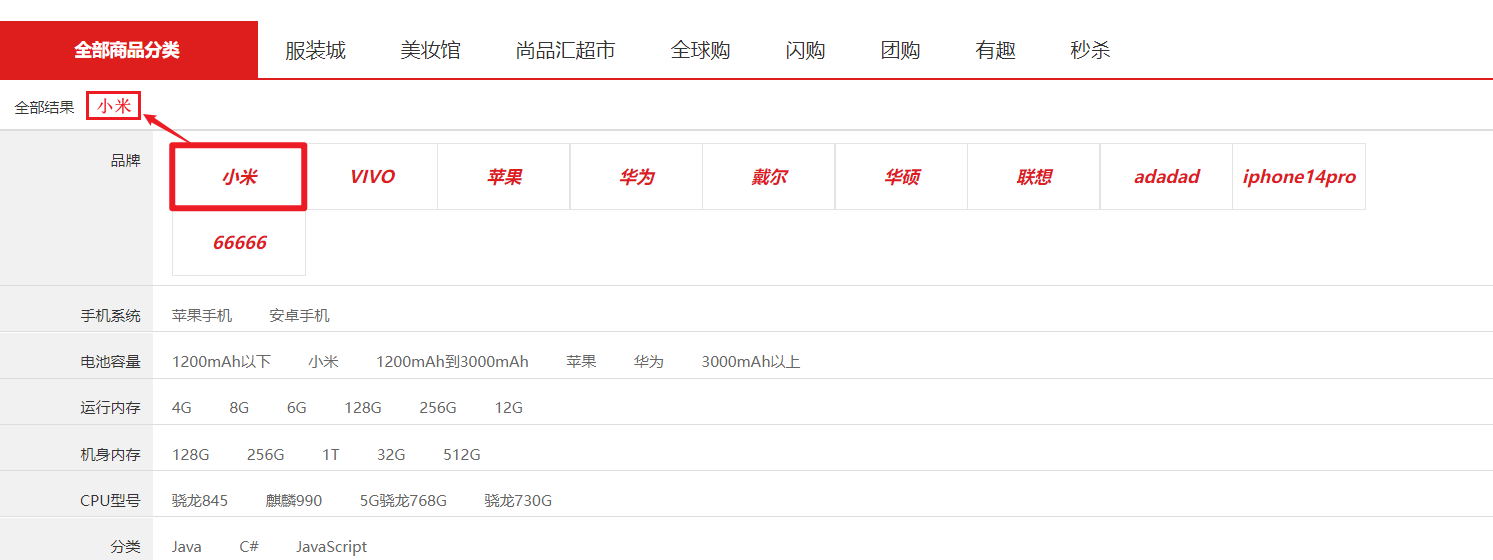 全部商品分类 服装城 美妆馆 尚品汇超市 全球购 闪购 团购 有趣 秒杀
全部结果 小米
品牌 小米 VIVO 苹果 华为 戴尔 华硕 联想 adadad iphone14pro
66666
手机系统 苹果手机 安卓手机
电池容量 1200mAh以下 小米 1200mAh到3000mAh 苹果 华为 3000mAh以上
运行内存 4G 8G 6G 128G 256G 12G
机身内存 128G 256G 1T 32G 512G
CPU型号 骁龙845 麒麟990 5G骁龙768G 骁龙730G
分类 Java C# JavaScript